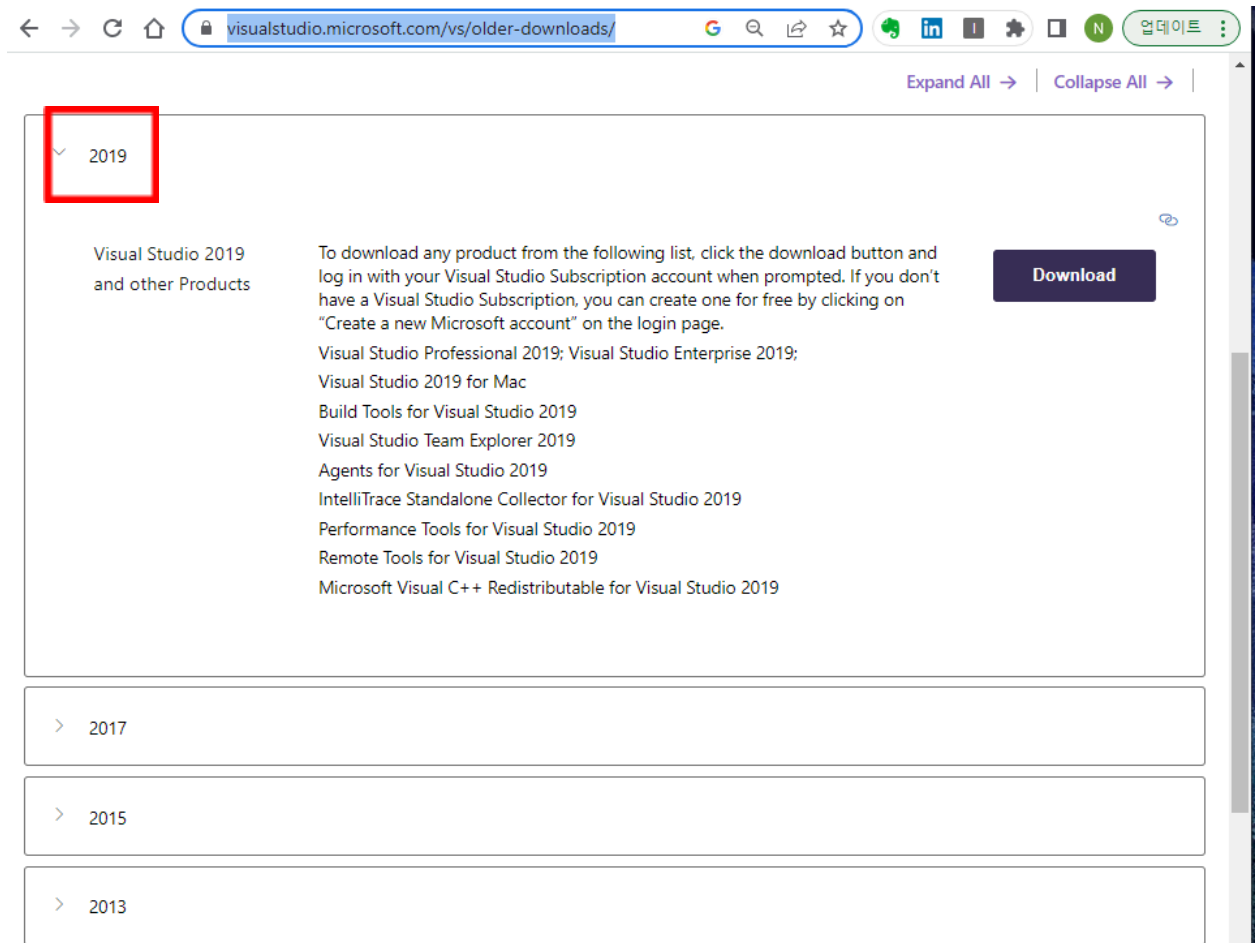 visualstudio.microsoft.com/vs/older-downloads/
G
in
I
N
업데이트
Expand All → Collapse All →
2019
Visual Studio 2019
and other Products
To download any product from the following list, click the download button and
log in with your Visual Studio Subscription account when prompted. If you don't
have a Visual Studio Subscription, you can create one for free by clicking on
“Create a new Microsoft account” on the login page.
Visual Studio Professional 2019; Visual Studio Enterprise 2019;
Visual Studio 2019 for Mac
Build Tools for Visual Studio 2019
Visual Studio Team Explorer 2019
Agents for Visual Studio 2019
IntelliTrace Standalone Collector for Visual Studio 2019
Performance Tools for Visual Studio 2019
Remote Tools for Visual Studio 2019
Microsoft Visual C++ Redistributable for Visual Studio 2019
Download
2017
2015
2013